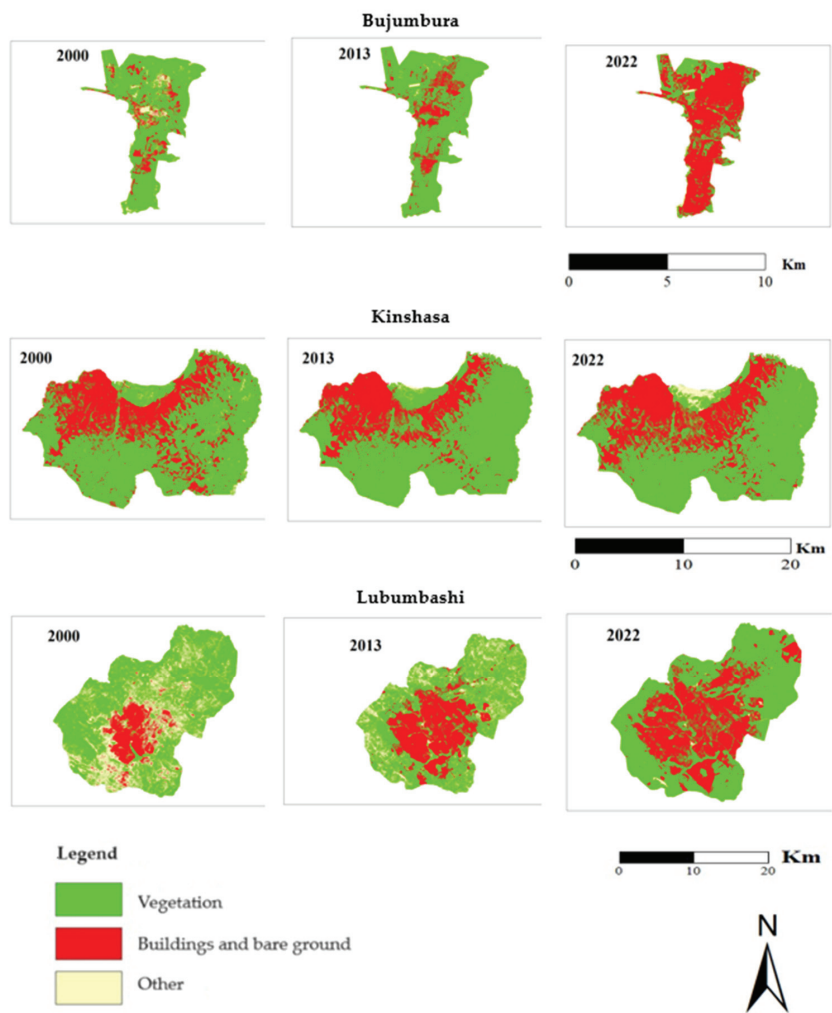 Bujumbura
2000
2013
2022
0 5 10 Km
Kinshasa
2000
2013
2022
0 10 20 Km
Lubumbashi
2000
2013
2022
0 10 20 Km
Legend
Vegetation
Buildings and bare ground
Other
N